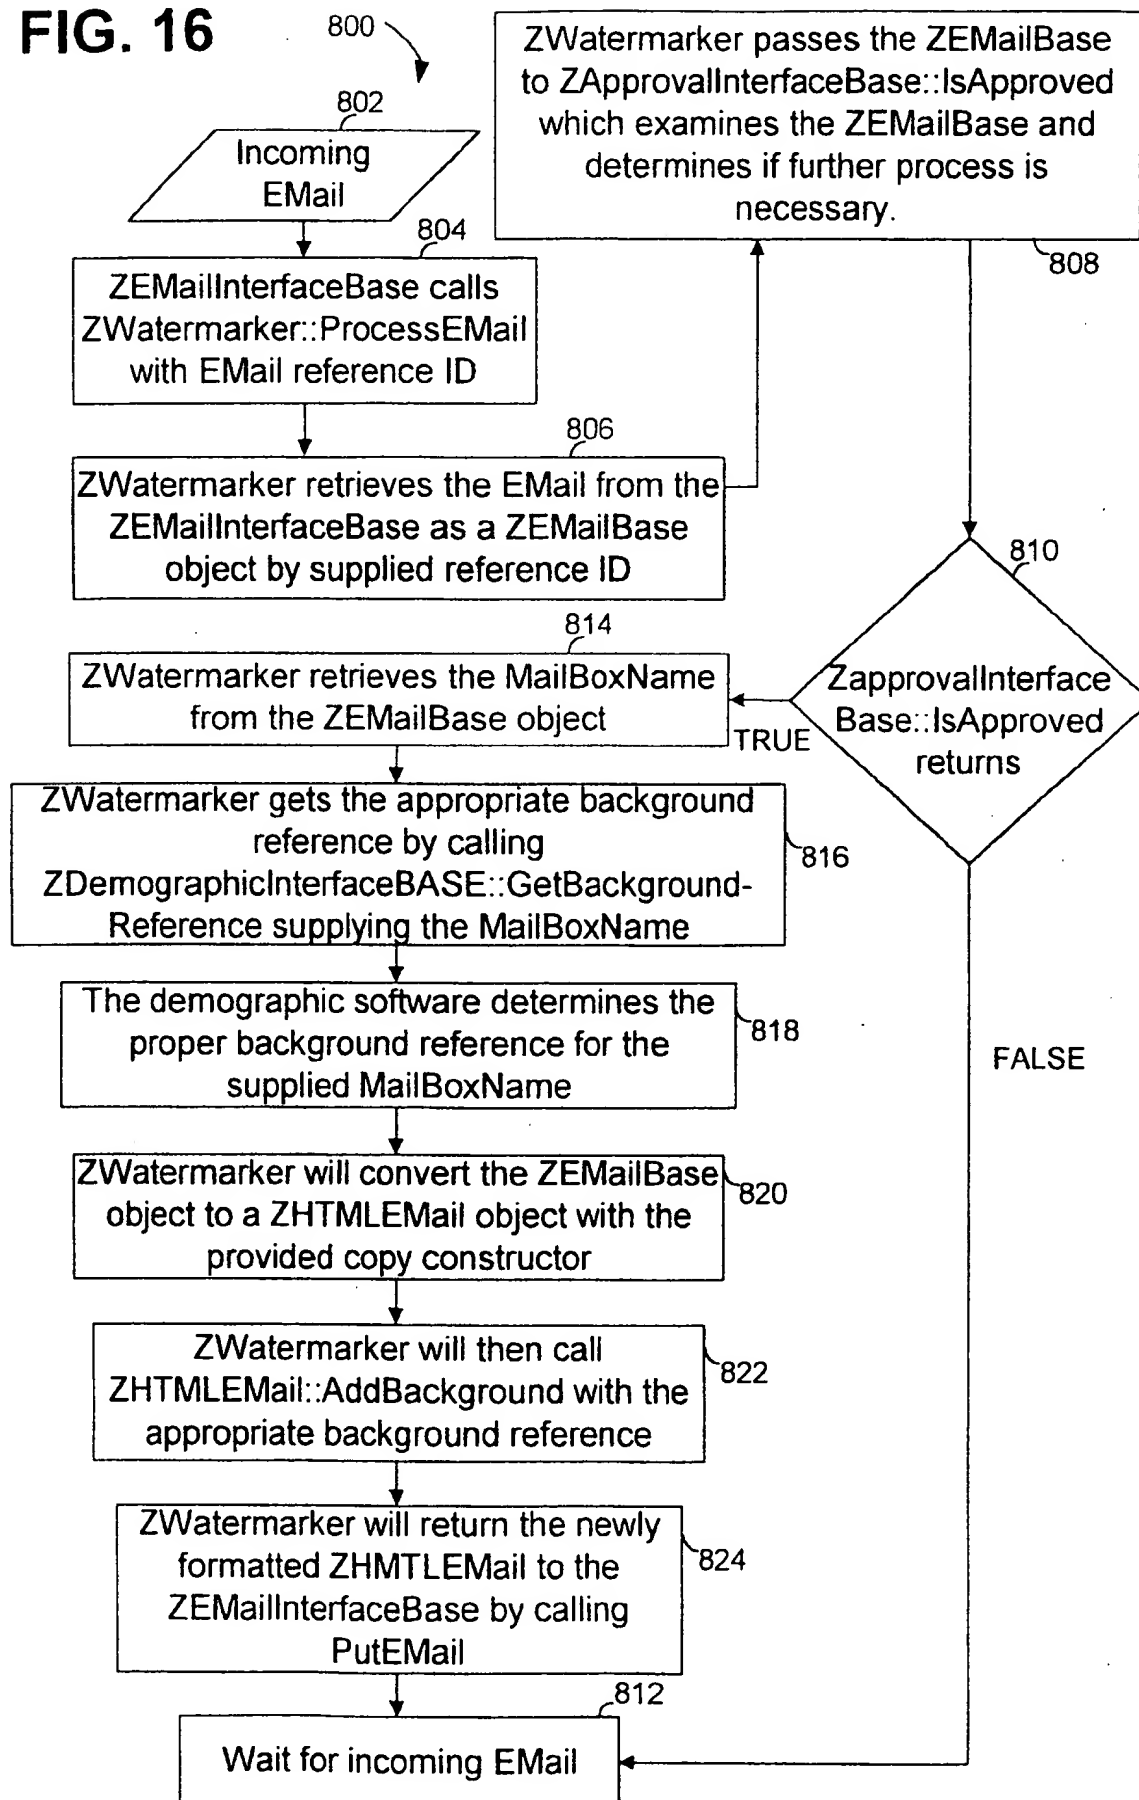 FIG. 16
800
802
Incoming
EMail
804
ZEMailInterfaceBase calls
ZWatermarker::ProcessEMail
with EMail reference ID
806
ZWatermarker retrieves the EMail from the
ZEMailInterfaceBase as a ZEMailBase
object by supplied reference ID
ZWatermarker passes the ZEMailBase
to ZApprovalInterfaceBase::IsApproved
which examines the ZEMailBase and
determines if further process is
necessary.
808
810
ZapprovalInterface
Base::IsApproved
returns
TRUE
FALSE
814
ZWatermarker retrieves the MailBoxName
from the ZEMailBase object
ZWatermarker gets the appropriate background
reference by calling
ZDemographicInterfaceBASE::GetBackground-
Reference supplying the MailBoxName
816
The demographic software determines the
proper background reference for the
supplied MailBoxName
818
ZWatermarker will convert the ZEMailBase
object to a ZHTMLEMail object with the
provided copy constructor
820
ZWatermarker will then call
ZHTMLEMail::AddBackground with the
appropriate background reference
822
ZWatermarker will return the newly
formatted ZHMTLEMail to the
ZEMailInterfaceBase by calling
PutEMail
824
812
Wait for incoming EMail